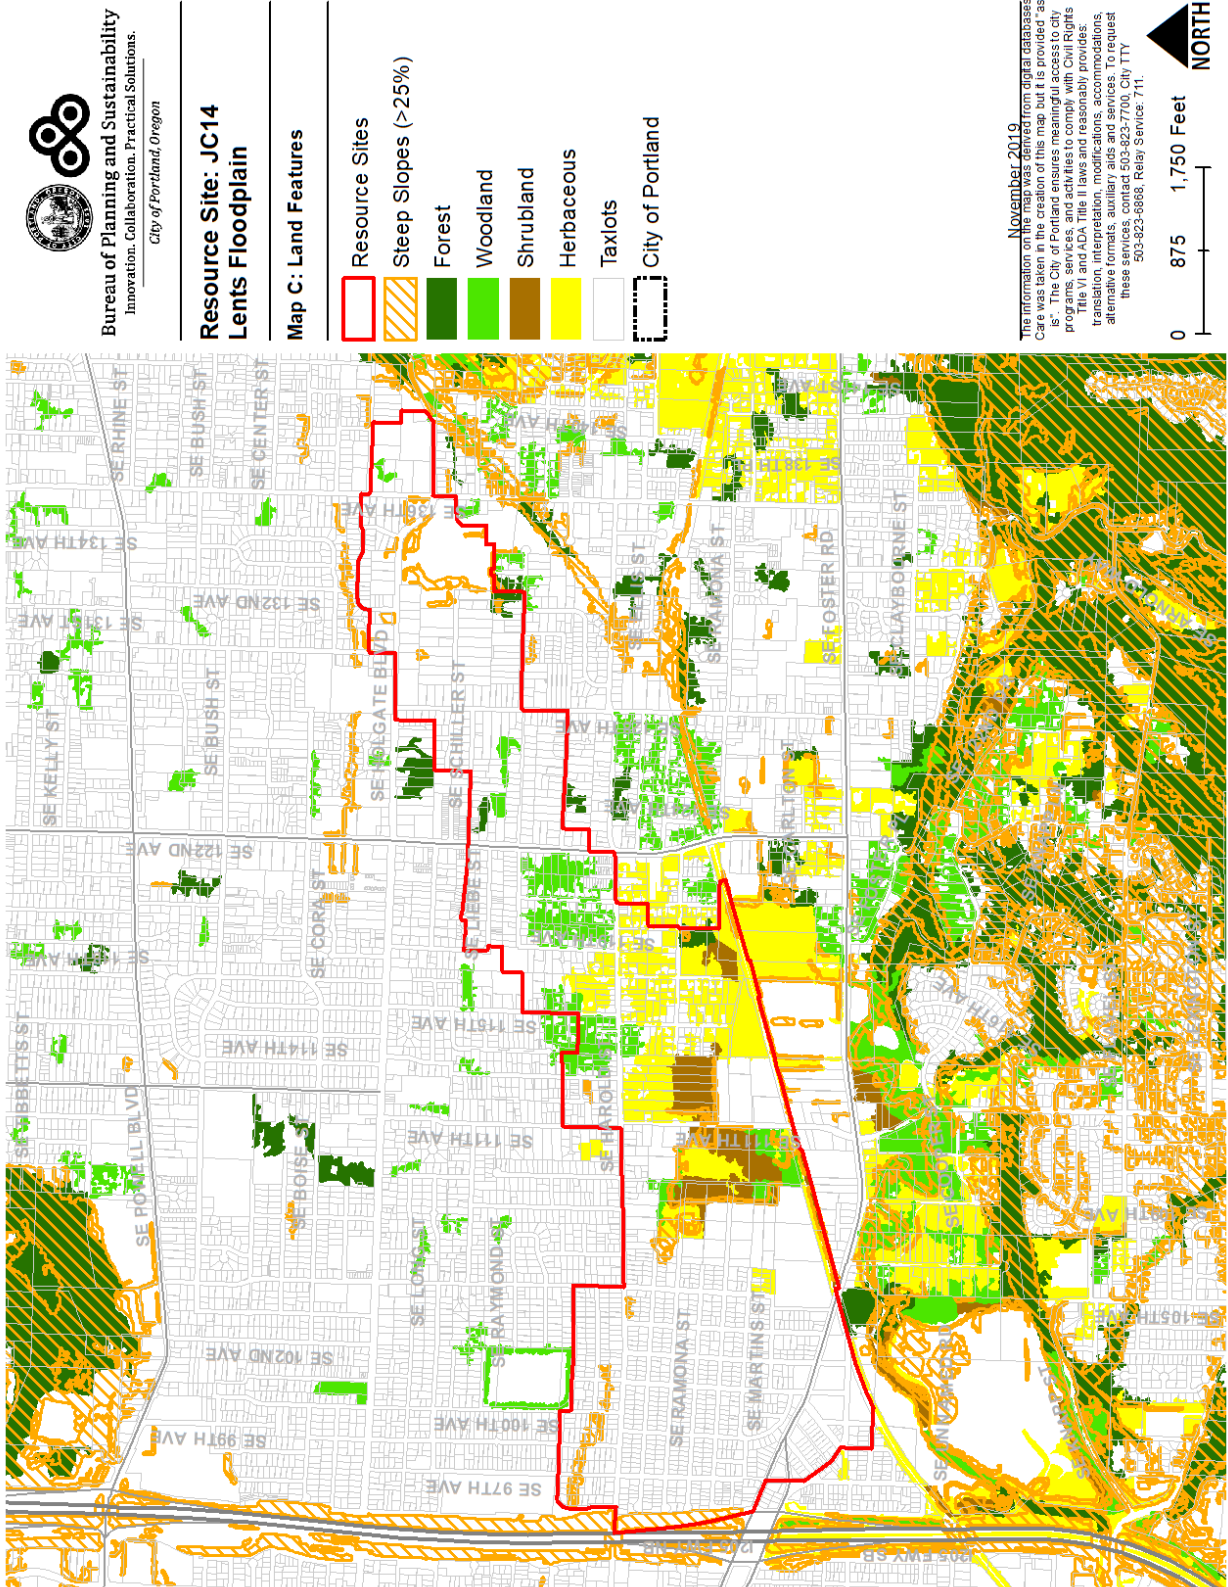 Bureau of Planning and Sustainability
Innovation. Collaboration. Practical Solutions.
City of Portland, Oregon
Resource Site: JC14
Lents Floodplain
Map C: Land Features
Resource Sites
Steep Slopes (>25%)
Forest
Woodland
Shrubland
Herbaceous
Taxlots
City of Portland
November 2019
The information on the map was derived from digital databases
Care was taken in the creation of this map but it is provided "as
is". The City of Portland ensures meaningful access to city
programs, services, and activities to comply with Civil Rights
Title VI and ADA Title II laws and reasonably provides:
translation, interpretation, modifications, accommodations,
alternative formats, auxiliary aids and services. To request
these services, contact 503-823-7700, City TTY
503-823-6868, Relay Service: 711.
0 875 1,750 Feet
NORTH
SE KELLY ST
SE RHINE ST
SE BUSH ST
SE CENTER ST
SE 134TH AVE
SE 131ST AVE
SE 132ND AVE
SE 136TH AVE
SE BUSH ST
SE HOLGATE BLVD
SE SCHILLER ST
SE 122ND AVE
SE CORA ST
SE LIEBE ST
SE 115TH AVE
SE 114TH AVE
SE POWELL BLVD
SE BOISE ST
SE 111TH AVE
SE LONG ST
SE RAYMOND ST
SE 102ND AVE
SE 100TH AVE
SE 99TH AVE
SE 97TH AVE
SE RAMONA ST
SE MARTINS ST
SE 111TH AVE
SE RAMONA ST
SE FOSTER RD
SE CLAYBORNE ST
SE 138TH PL
I205 FWY SB